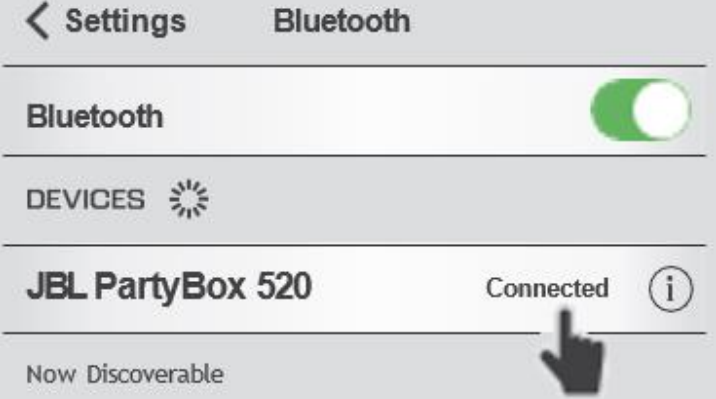 Settings Bluetooth
Bluetooth
DEVICES
JBL PartyBox 520 Connected i
Now Discoverable